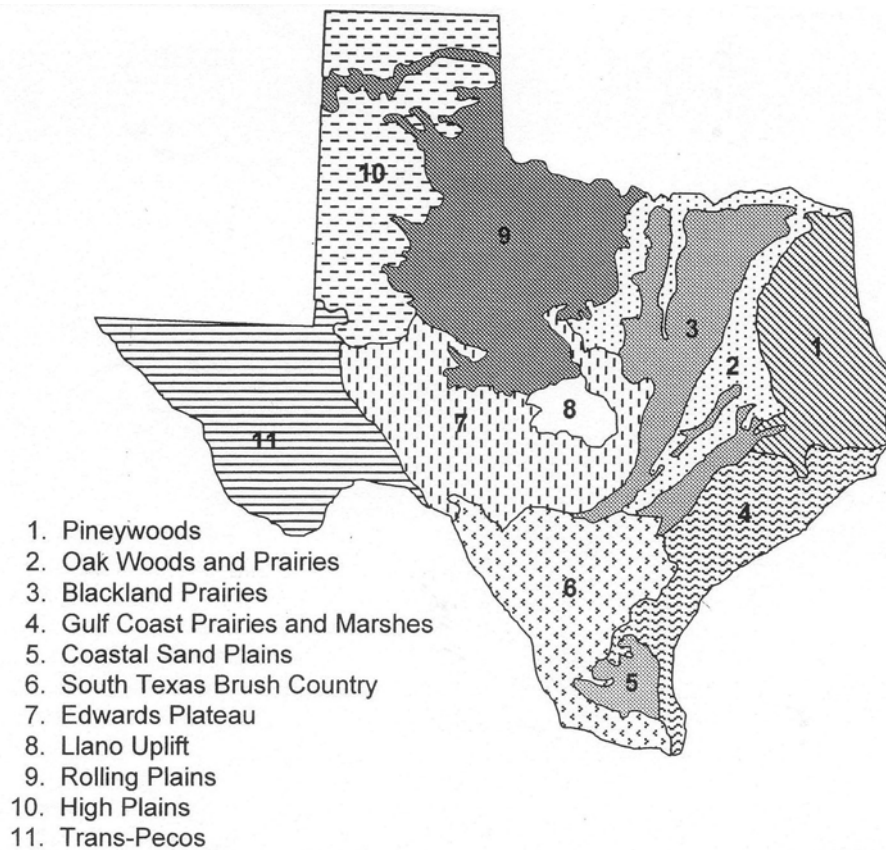 10
9
3
1
2
8
7
11
4
6
5
1. Pineywoods
2. Oak Woods and Prairies
3. Blackland Prairies
4. Gulf Coast Prairies and Marshes
5. Coastal Sand Plains
6. South Texas Brush Country
7. Edwards Plateau
8. Llano Uplift
9. Rolling Plains
10. High Plains
11. Trans-Pecos